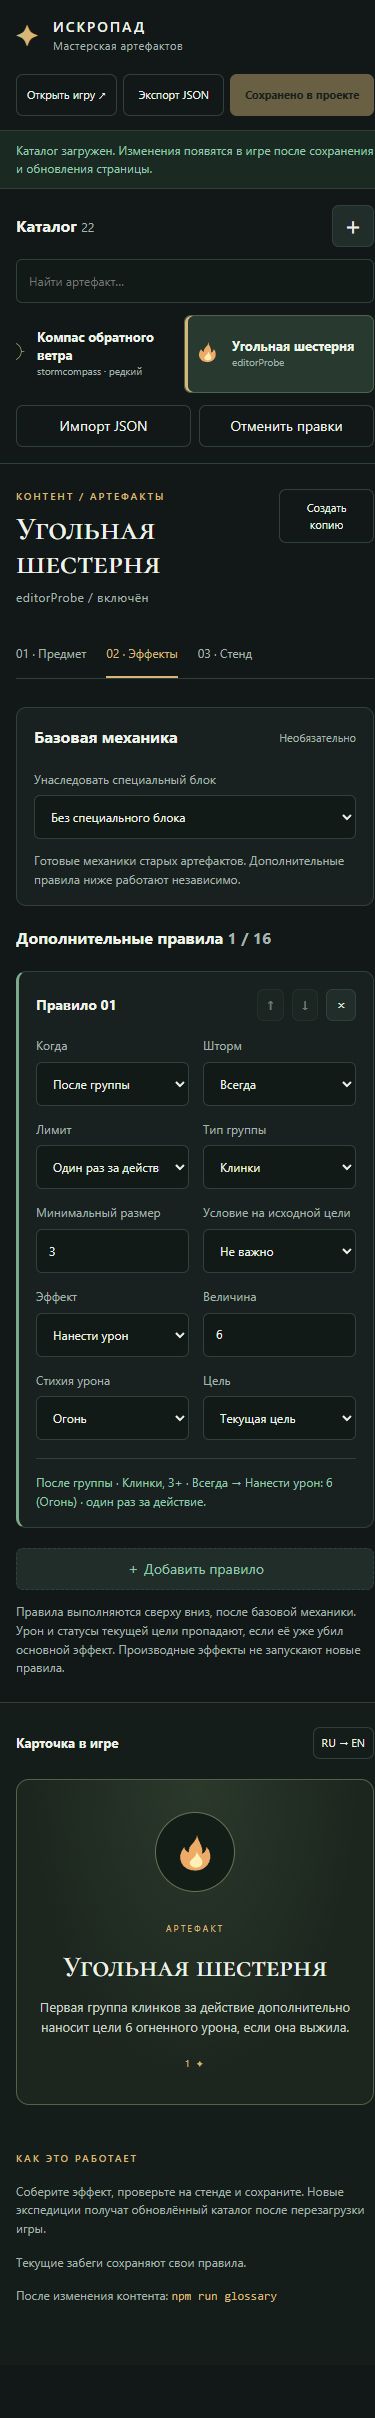 ИСКРОПАД
Мастерская артефактов
Открыть игру ↗
Экспорт JSON
Сохранено в проекте
Каталог загружен. Изменения появятся в игре после сохранения
и обновления страницы.
Каталог 22
+
Найти артефакт...
Компас обратного
ветра
stormcompass · редкий
Угольная шестерня
editorProbe
Импорт JSON
Отменить правки
КОНТЕНТ / АРТЕФАКТЫ
Создать
копию
Угольная
шестерня
editorProbe / включён
01 · Предмет
02 · Эффекты
03 · Стенд
Базовая механика
Необязательно
Унаследовать специальный блок
Без специального блока
Готовые механики старых артефактов. Дополнительные
правила ниже работают независимо.
Дополнительные правила 1 / 16
Правило 01
↑
↓
×
Когда
Шторм
После группы
Всегда
Лимит
Тип группы
Один раз за действ
Клинки
Минимальный размер
Условие на исходной цели
3
Не важно
Эффект
Величина
Нанести урон
6
Стихия урона
Цель
Огонь
Текущая цель
После группы · Клинки, 3+ · Всегда → Нанести урон: 6
(Огонь) · один раз за действие.
+ Добавить правило
Правила выполняются сверху вниз, после базовой механики.
Урон и статусы текущей цели пропадают, если её уже убил
основной эффект. Производные эффекты не запускают новые
правила.
Карточка в игре
RU → EN
АРТЕФАКТ
Угольная шестерня
Первая группа клинков за действие дополнительно
наносит цели 6 огненного урона, если она выжила.
1 ✦
КАК ЭТО РАБОТАЕТ
Соберите эффект, проверьте на стенде и сохраните. Новые
экспедиции получат обновлённый каталог после перезагрузки
игры.
Текущие забеги сохраняют свои правила.
После изменения контента: npm run glossary